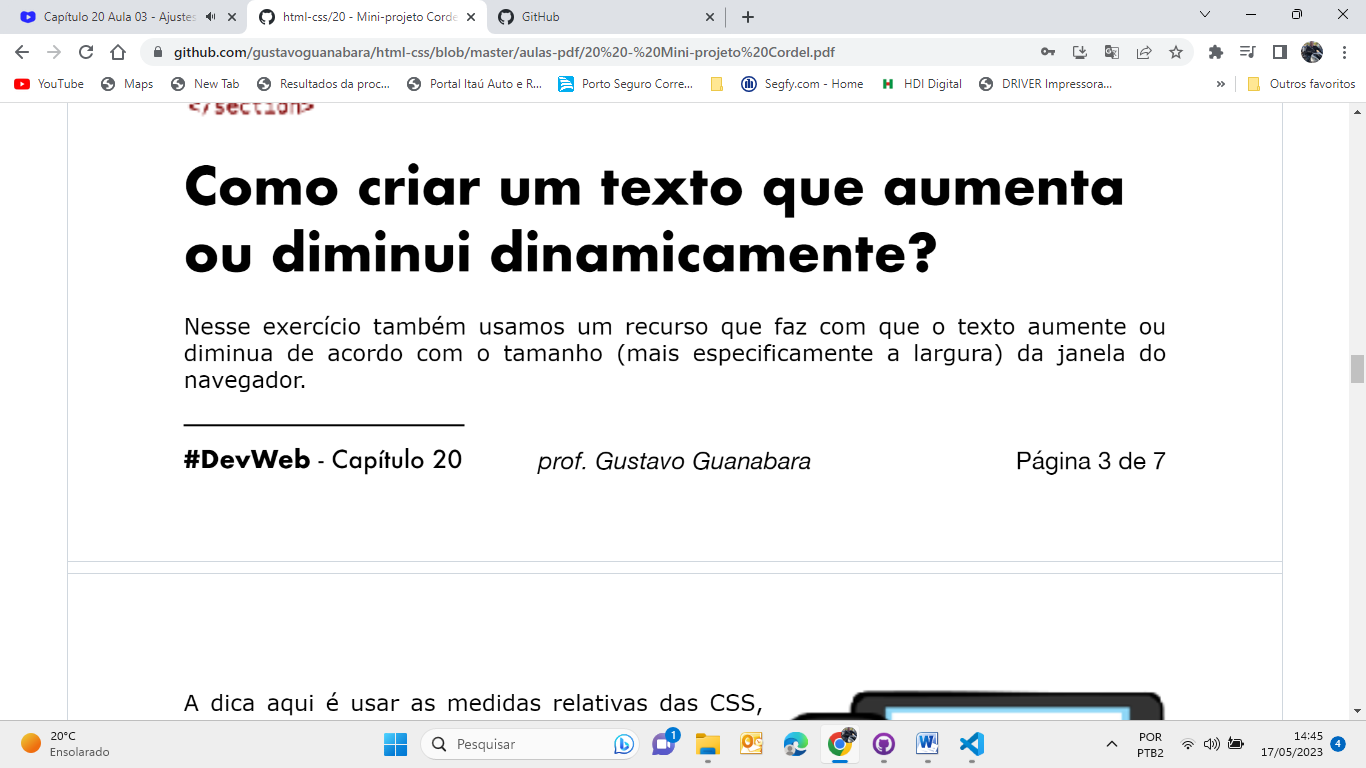 Capítulo 20 Aula 03 - Ajustes
html-css/20 - Mini-projeto Corde
GitHub
github.com/gustavoguanabara/html-css/blob/master/aulas-pdf/20%20-%20Mini-projeto%20Cordel.pdf
YouTube
Maps
New Tab
Resultados da proc...
Portal Itaú Auto e R...
Porto Seguro Corre...
Segfy.com - Home
HDI Digital
DRIVER Impressora...
»
Outros favoritos
</section>
Como criar um texto que aumenta
ou diminui dinamicamente?
Nesse exercício também usamos um recurso que faz com que o texto aumente ou
diminua de acordo com o tamanho (mais especificamente a largura) da janela do
navegador.
#DevWeb - Capítulo 20
prof. Gustavo Guanabara
Página 3 de 7
A dica aqui é usar as medidas relativas das CSS,
20°C
Ensolarado
Pesquisar
1
POR
PTB2
14:45
17/05/2023
4